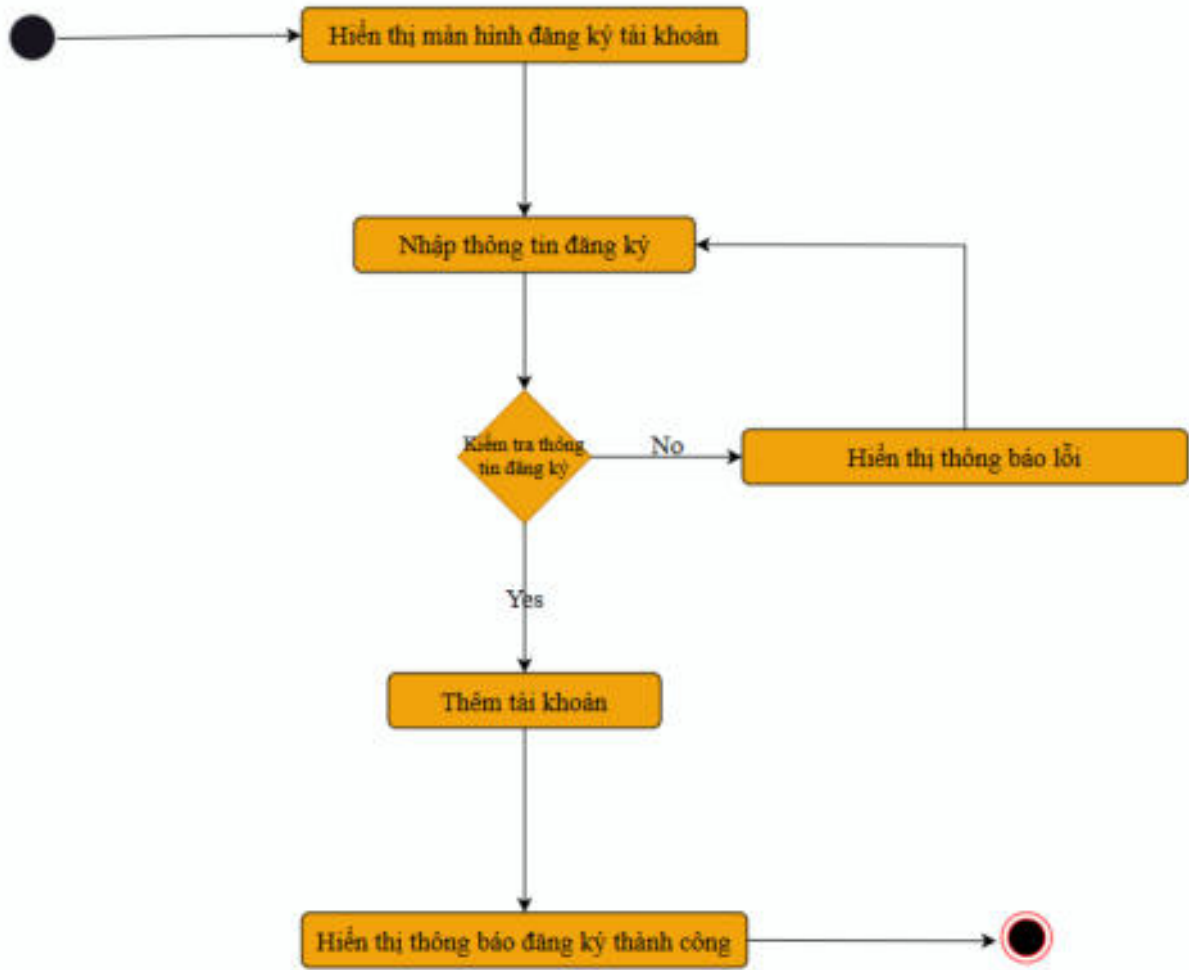 Hiển thị màn hình đăng ký tài khoản
Nhập thông tin đăng ký
Kiểm tra thông
tin đăng ký
No
Hiển thị thông báo lỗi
Yes
Thêm tài khoản
Hiển thị thông báo đăng ký thành công